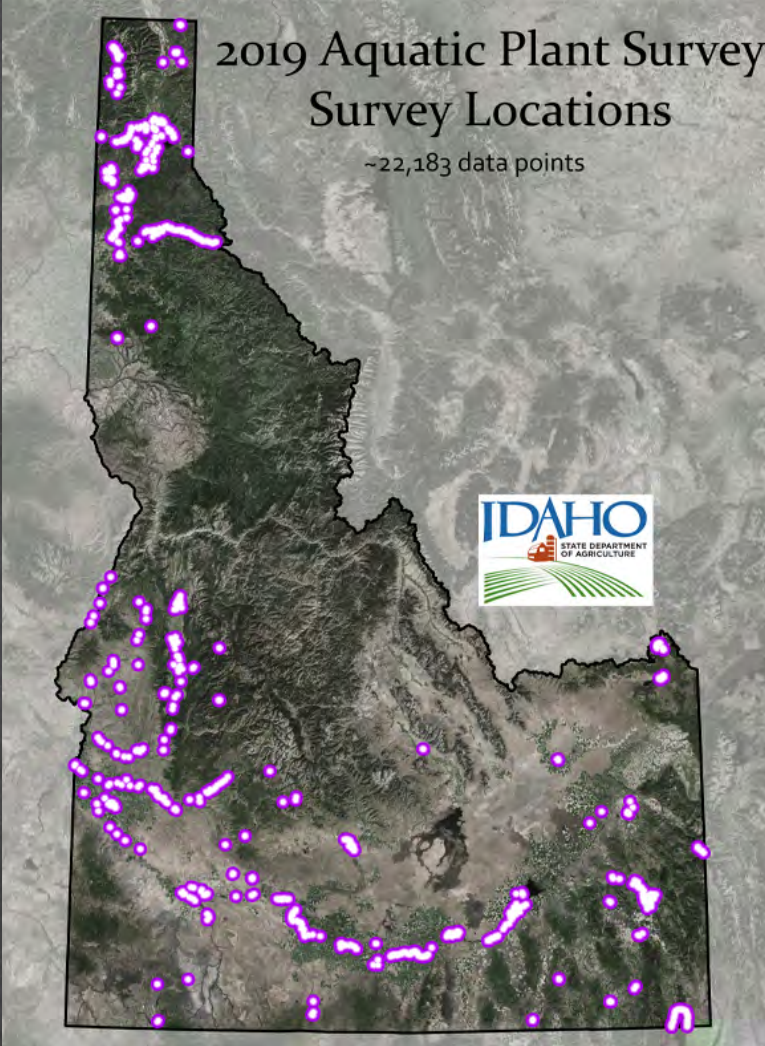 2019 Aquatic Plant Survey
Survey Locations
~22,183 data points
IDAHO
STATE DEPARTMENT
OF AGRICULTURE